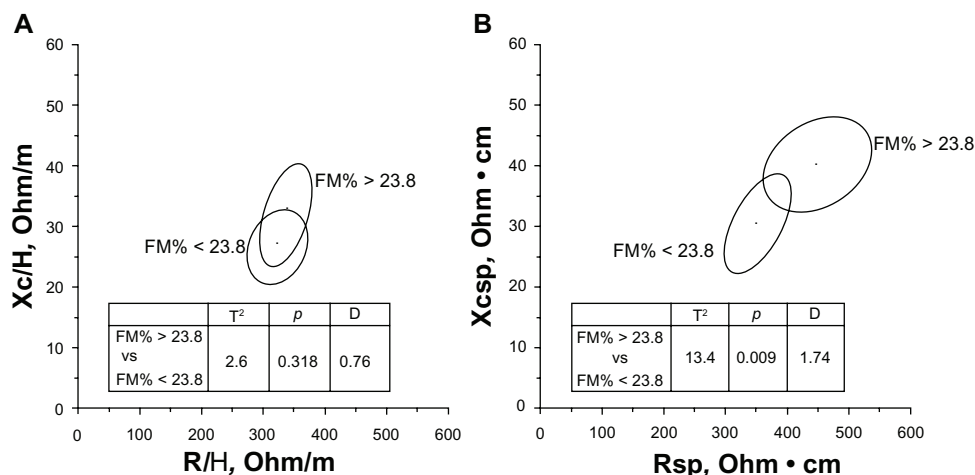 A
Xc/H, Ohm/m
60
50
40
30
20
10
0
FM% > 23.8
FM% < 23.8
T² p D
FM% > 23.8
vs 2.6 0.318 0.76
FM% < 23.8
0 100 200 300 400 500 600
R/H, Ohm/m
B
Xcsp, Ohm • cm
60
50
40
30
20
10
0
FM% > 23.8
FM% < 23.8
T² p D
FM% > 23.8
vs 13.4 0.009 1.74
FM% < 23.8
0 100 200 300 400 500 600
Rsp, Ohm • cm